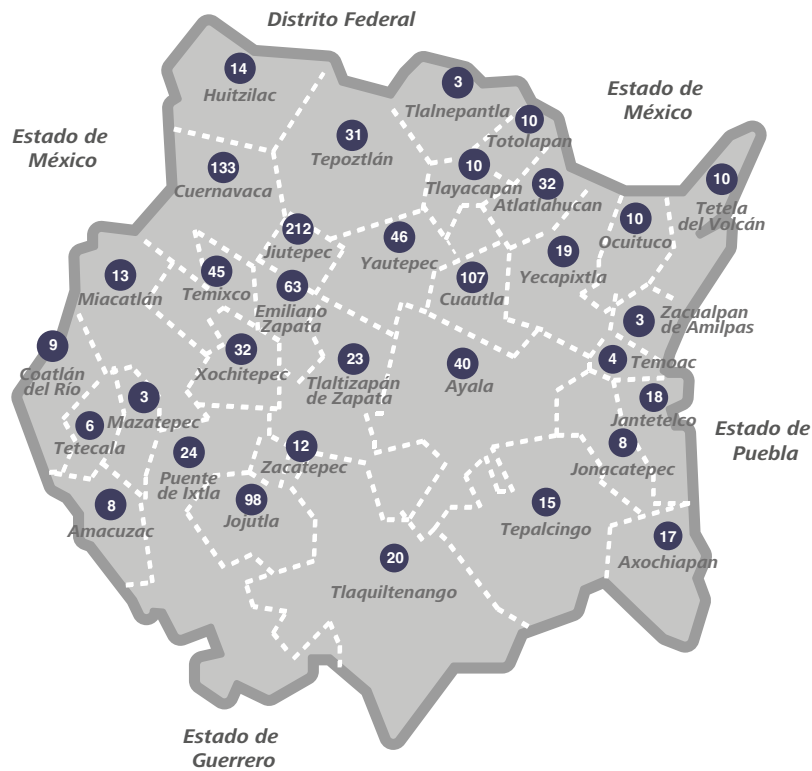 Distrito Federal
14
Huitzilac
3
Tlalnepantla
Estado de
México
10
Totolapan
Estado de
México
31
Tepoztlán
133
Cuernavaca
10
Tlayacapan
32
Atlatlahucan
10
Tetela
del Volcán
212
Jiutepec
46
Yautepec
19
Yecapixtla
10
Ocuituco
13
Miacatlán
45
Temixco
63
Emiliano
Zapata
107
Cuautla
3
Zacualpan
de Amilpas
9
Coatlán
del Río
32
Xochitepec
23
Tlaltizapán
de Zapata
40
Ayala
4
Temoac
3
Mazatepec
18
Jantetelco
6
Tetecala
24
Puente
de Ixtla
12
Zacatepec
8
Jonacatepec
Estado de
Puebla
8
Amacuzac
98
Jojutla
15
Tepalcingo
17
Axochiapan
20
Tlaquiltenango
Estado de
Guerrero